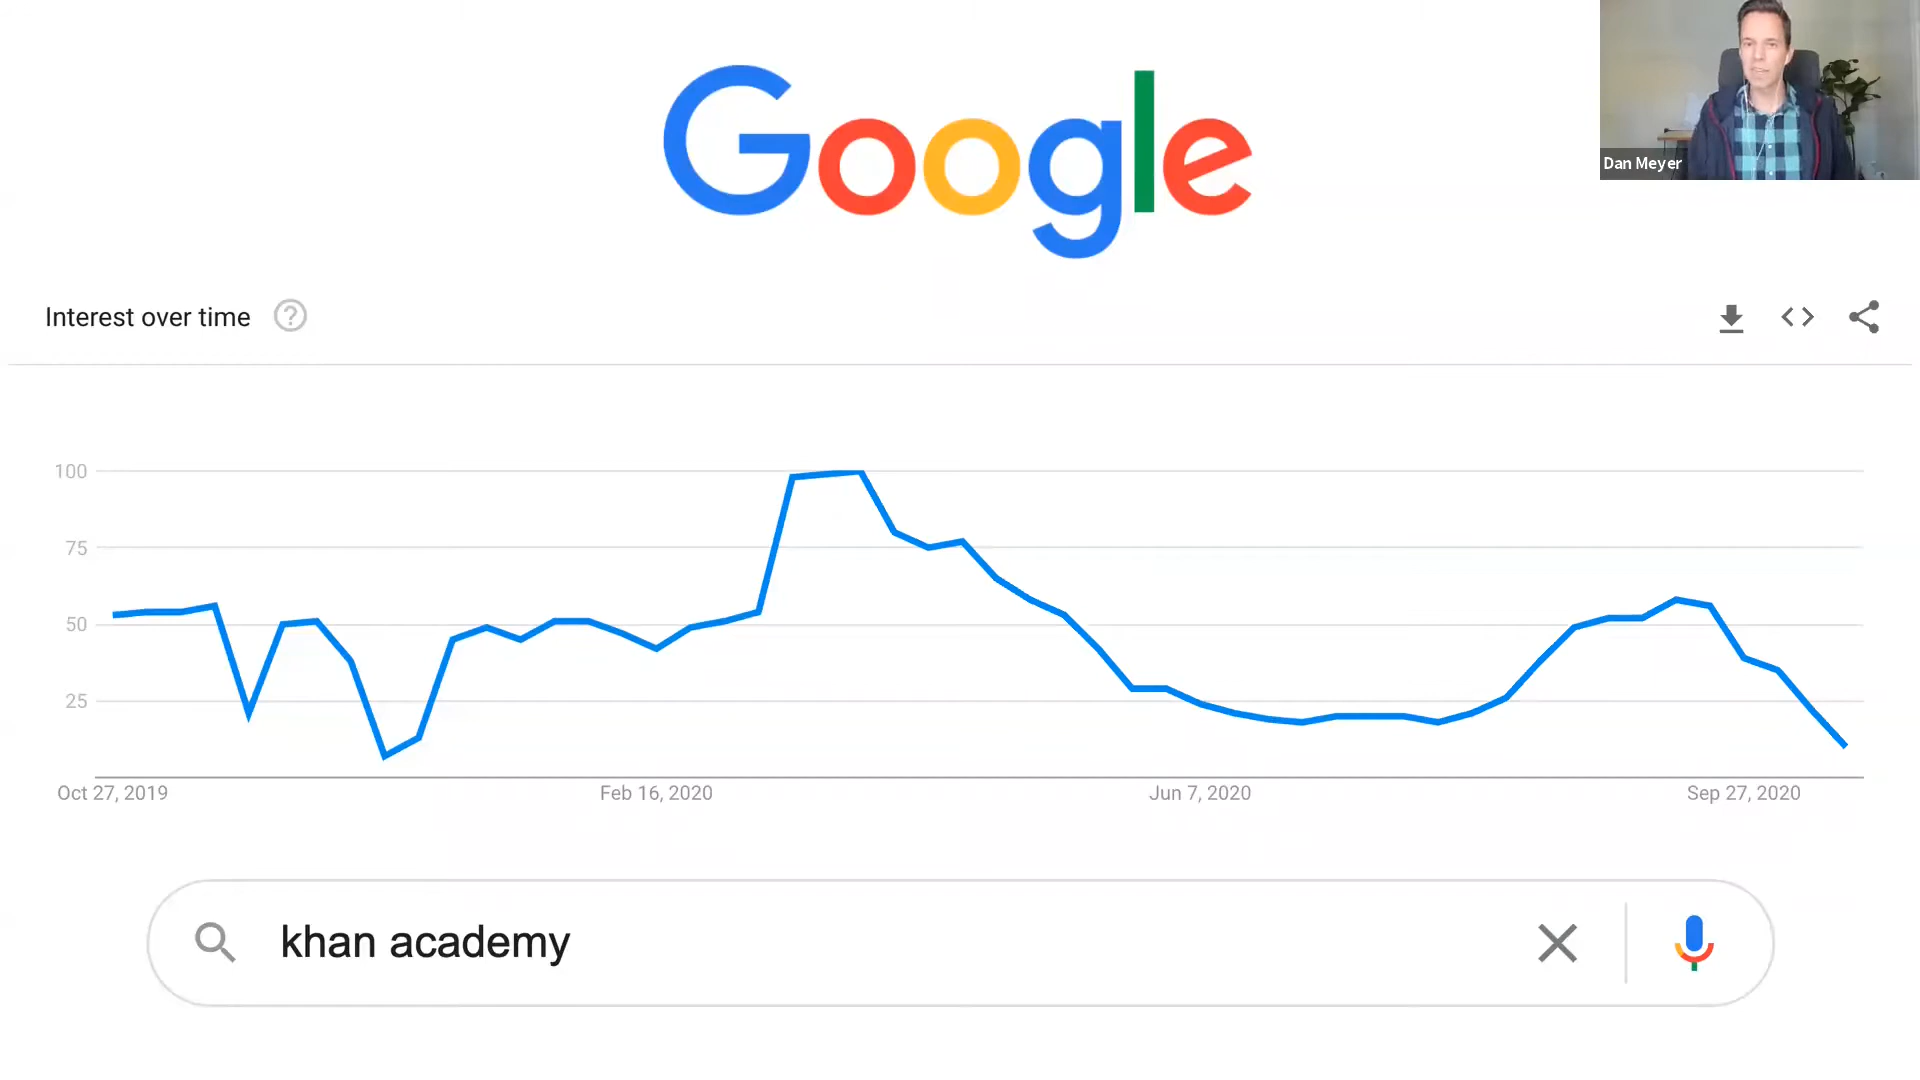 Google
Dan Meyer
Interest over time ?
100
75
50
25
Oct 27, 2019 Feb 16, 2020 Jun 7, 2020 Sep 27, 2020
khan academy